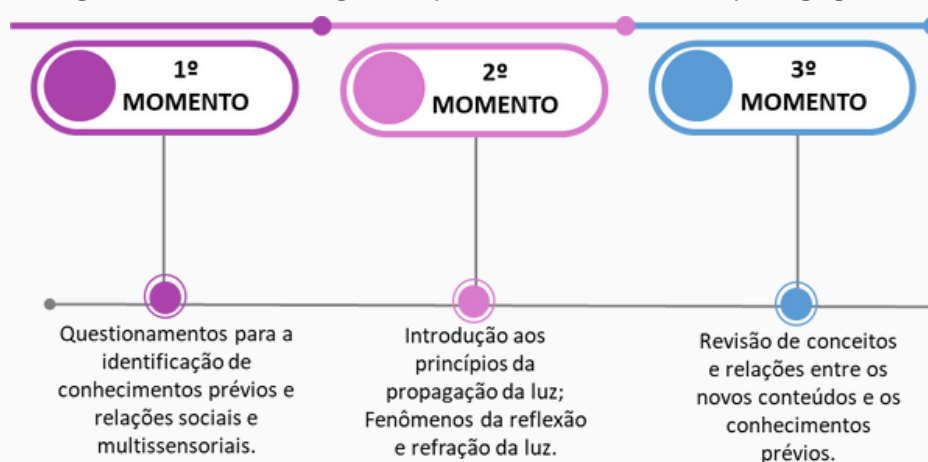 1º
MOMENTO
Questionamentos para a
identificação de
conhecimentos prévios e
relações sociais e
multissensoriais.
2º
MOMENTO
Introdução aos
princípios da
propagação da luz;
Fenômenos da reflexão
e refração da luz.
3º
MOMENTO
Revisão de conceitos
e relações entre os
novos conteúdos e os
conhecimentos
prévios.